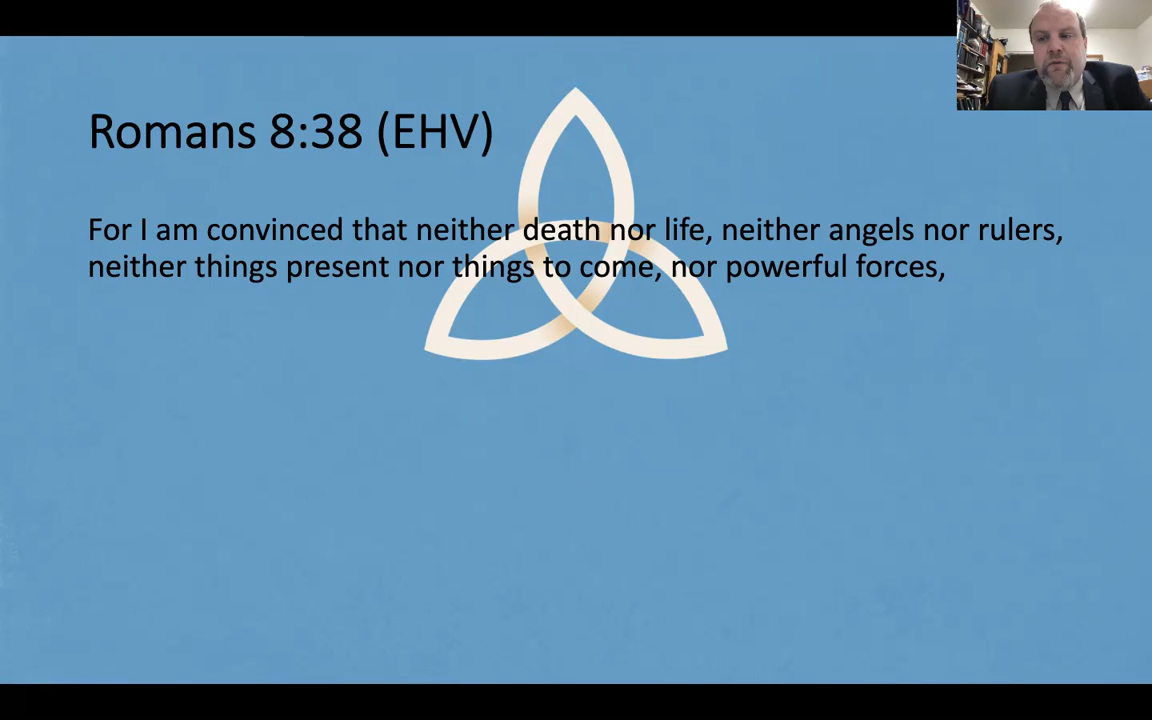 Romans 8:38 (EHV)
For I am convinced that neither death nor life, neither angels nor rulers,
neither things present nor things to come, nor powerful forces,